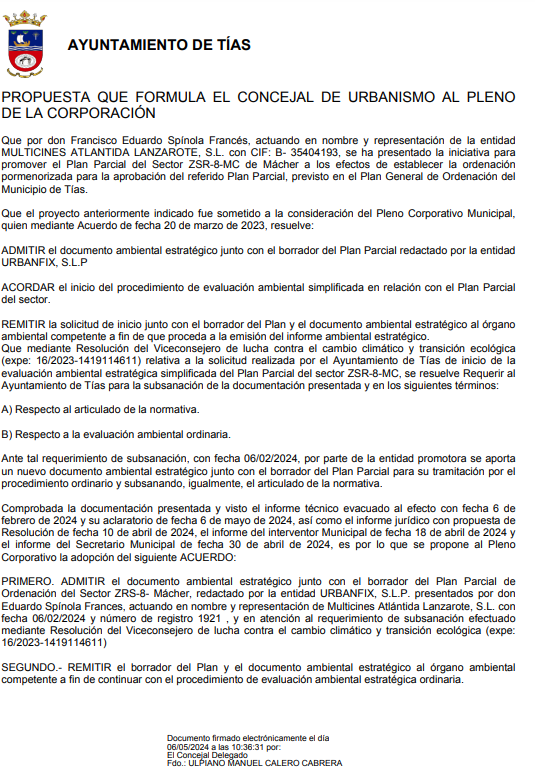 AYUNTAMIENTO DE TÍAS
PROPUESTA QUE FORMULA EL CONCEJAL DE URBANISMO AL PLENO
DE LA CORPORACIÓN
Que por don Francisco Eduardo Espínola Francés, actuando en nombre y representación de la entidad
MULTICINES ATLANTIDA LANZAROTE, S.L. con CIF: B- 35404193, se ha presentado la iniciativa para
promover el Plan Parcial del Sector ZSR-8-MC de Mácher a los efectos de establecer la ordenación
pormenorizada para la aprobación del referido Plan Parcial, previsto en el Plan General de Ordenación del
Municipio de Tías.
Que el proyecto anteriormente indicado fue sometido a la consideración del Pleno Corporativo Municipal,
quien mediante Acuerdo de fecha 20 de marzo de 2023, resuelve:
ADMITIR el documento ambiental estratégico junto con el borrador del Plan Parcial redactado por la entidad
URBANFIX, S.L.P
ACORDAR el inicio del procedimiento de evaluación ambiental simplificada en relación con el Plan Parcial
del sector.
REMITIR la solicitud de inicio junto con el borrador del Plan y el documento ambiental estratégico al órgano
ambiental competente a fin de que proceda a la emisión del informe ambiental estratégico.
Que mediante Resolución del Viceconsejero de lucha contra el cambio climático y transición ecológica
(expe: 16/2023-1419114611) relativa a la solicitud realizada por el Ayuntamiento de Tías de inicio de la
evaluación ambiental estratégica simplificada del Plan Parcial del sector ZSR-8-MC, se resuelve Requerir al
Ayuntamiento de Tías para la subsanación de la documentación presentada y en los siguientes términos:
A) Respecto al articulado de la normativa.
B) Respecto a la evaluación ambiental ordinaria.
Ante tal requerimiento de subsanación, con fecha 06/02/2024, por parte de la entidad promotora se aporta
un nuevo documento ambiental estratégico junto con el borrador del Plan Parcial para su tramitación por el
procedimiento ordinario y subsanando, igualmente, el articulado de la normativa.
Comprobada la documentación presentada y visto el informe técnico evacuado al efecto con fecha 6 de
febrero de 2024 y su aclaratorio de fecha 6 de mayo de 2024, así como el informe jurídico con propuesta de
Resolución de fecha 10 de abril de 2024, el informe del interventor Municipal de fecha 18 de abril de 2024 y
el informe del Secretario Municipal de fecha 30 de abril de 2024, es por lo que se propone al Pleno
Corporativo la adopción del siguiente ACUERDO:
PRIMERO. ADMITIR el documento ambiental estratégico junto con el borrador del Plan Parcial de
Ordenación del Sector ZRS-8- Mácher, redactado por la entidad URBANFIX, S.L.P. presentados por don
Eduardo Spínola Frances, actuando en nombre y representación de Multicines Atlántida Lanzarote, S.L. con
fecha 06/02/2024 y número de registro 1921 , y en atención al requerimiento de subsanación efectuado
mediante Resolución del Viceconsejero de lucha contra el cambio climático y transición ecológica (expe:
16/2023-1419114611)
SEGUNDO.- REMITIR el borrador del Plan y el documento ambiental estratégico al órgano ambiental
competente a fin de continuar con el procedimiento de evaluación ambiental estratégica ordinaria.
Documento firmado electrónicamente el día
06/05/2024 a las 10:36:31 por:
El Concejal Delegado
Fdo.: ULPIANO MANUEL CALERO CABRERA